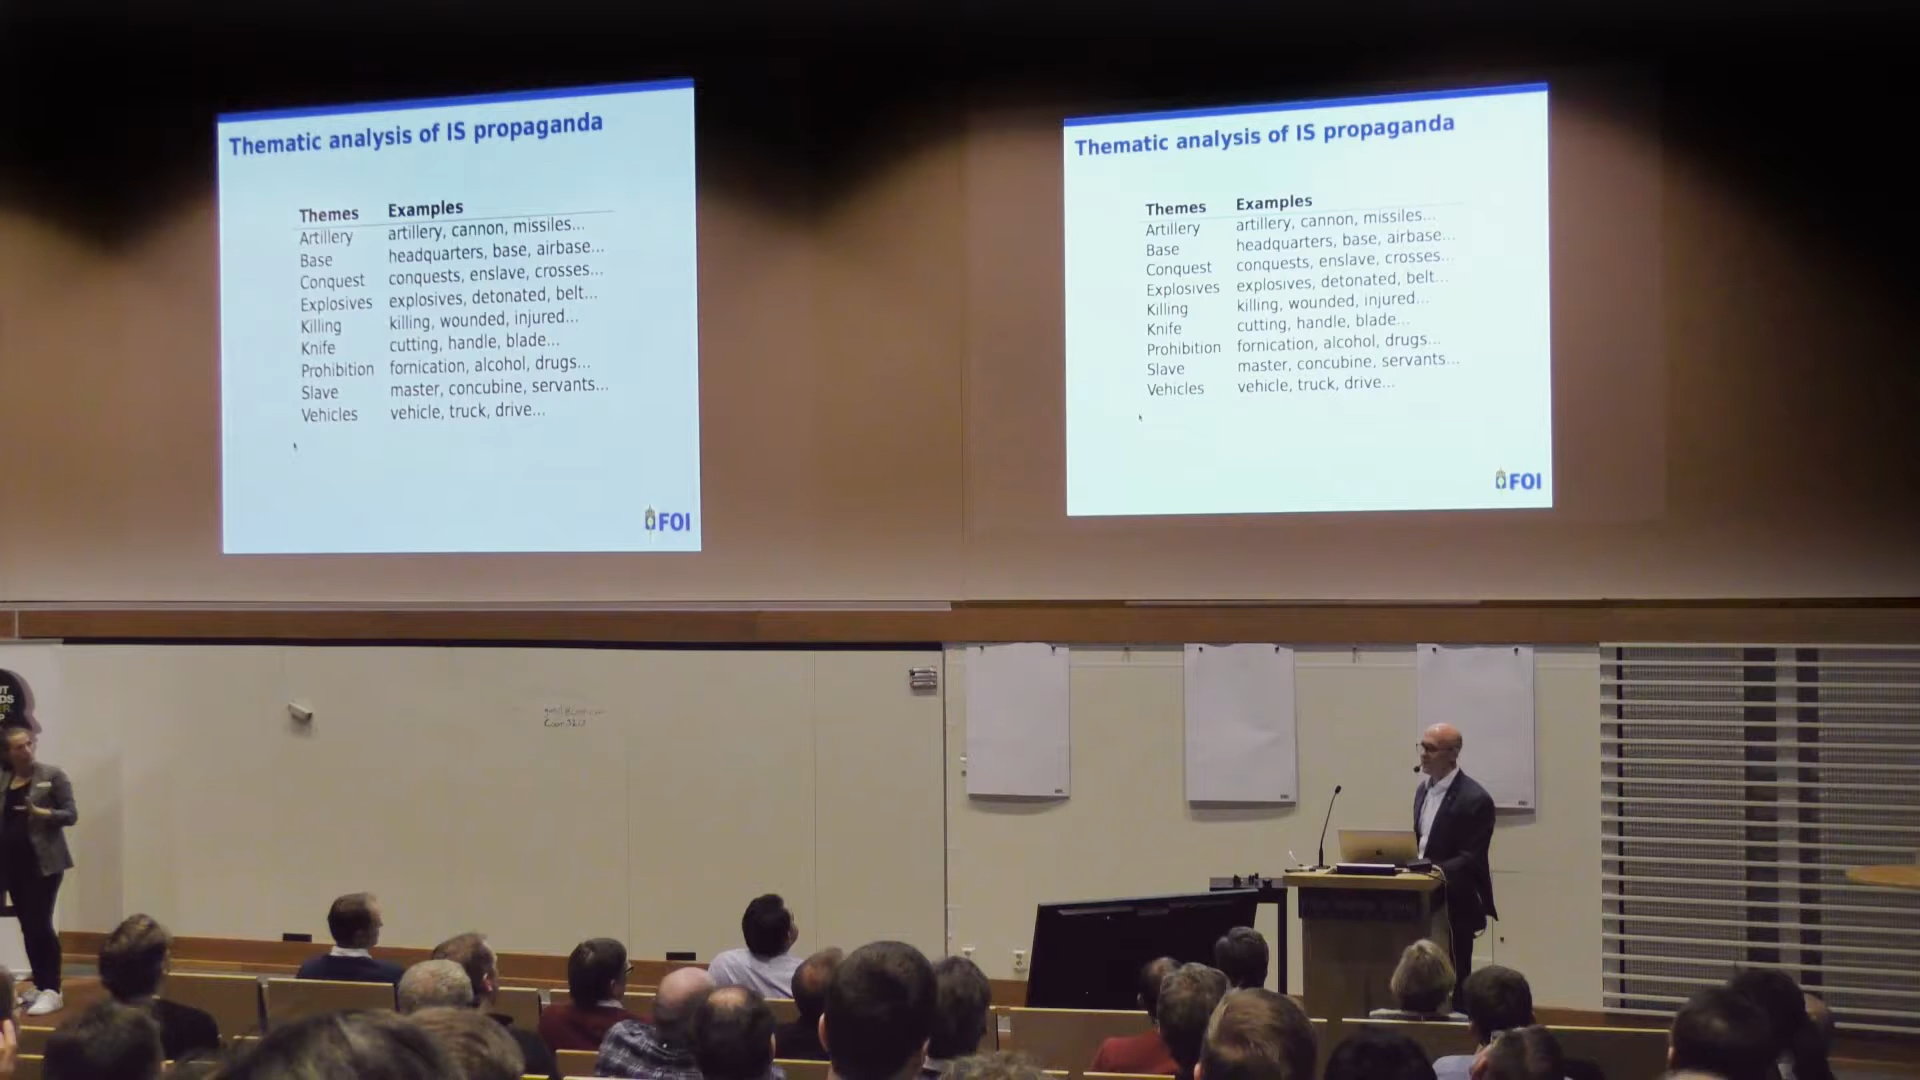 Thematic analysis of IS propaganda
Themes Examples
Artillery artillery, cannon, missiles...
Base headquarters, base, airbase...
Conquest conquests, enslave, crosses...
Explosives explosives, detonated, belt...
Killing killing, wounded, injured...
Knife cutting, handle, blade...
Prohibition fornication, alcohol, drugs...
Slave master, concubine, servants...
Vehicles vehicle, truck, drive...
FOI
Thematic analysis of IS propaganda
Themes Examples
Artillery artillery, cannon, missiles...
Base headquarters, base, airbase...
Conquest conquests, enslave, crosses...
Explosives explosives, detonated, belt...
Killing killing, wounded, injured...
Knife cutting, handle, blade...
Prohibition fornication, alcohol, drugs...
Slave master, concubine, servants...
Vehicles vehicle, truck, drive...
FOI